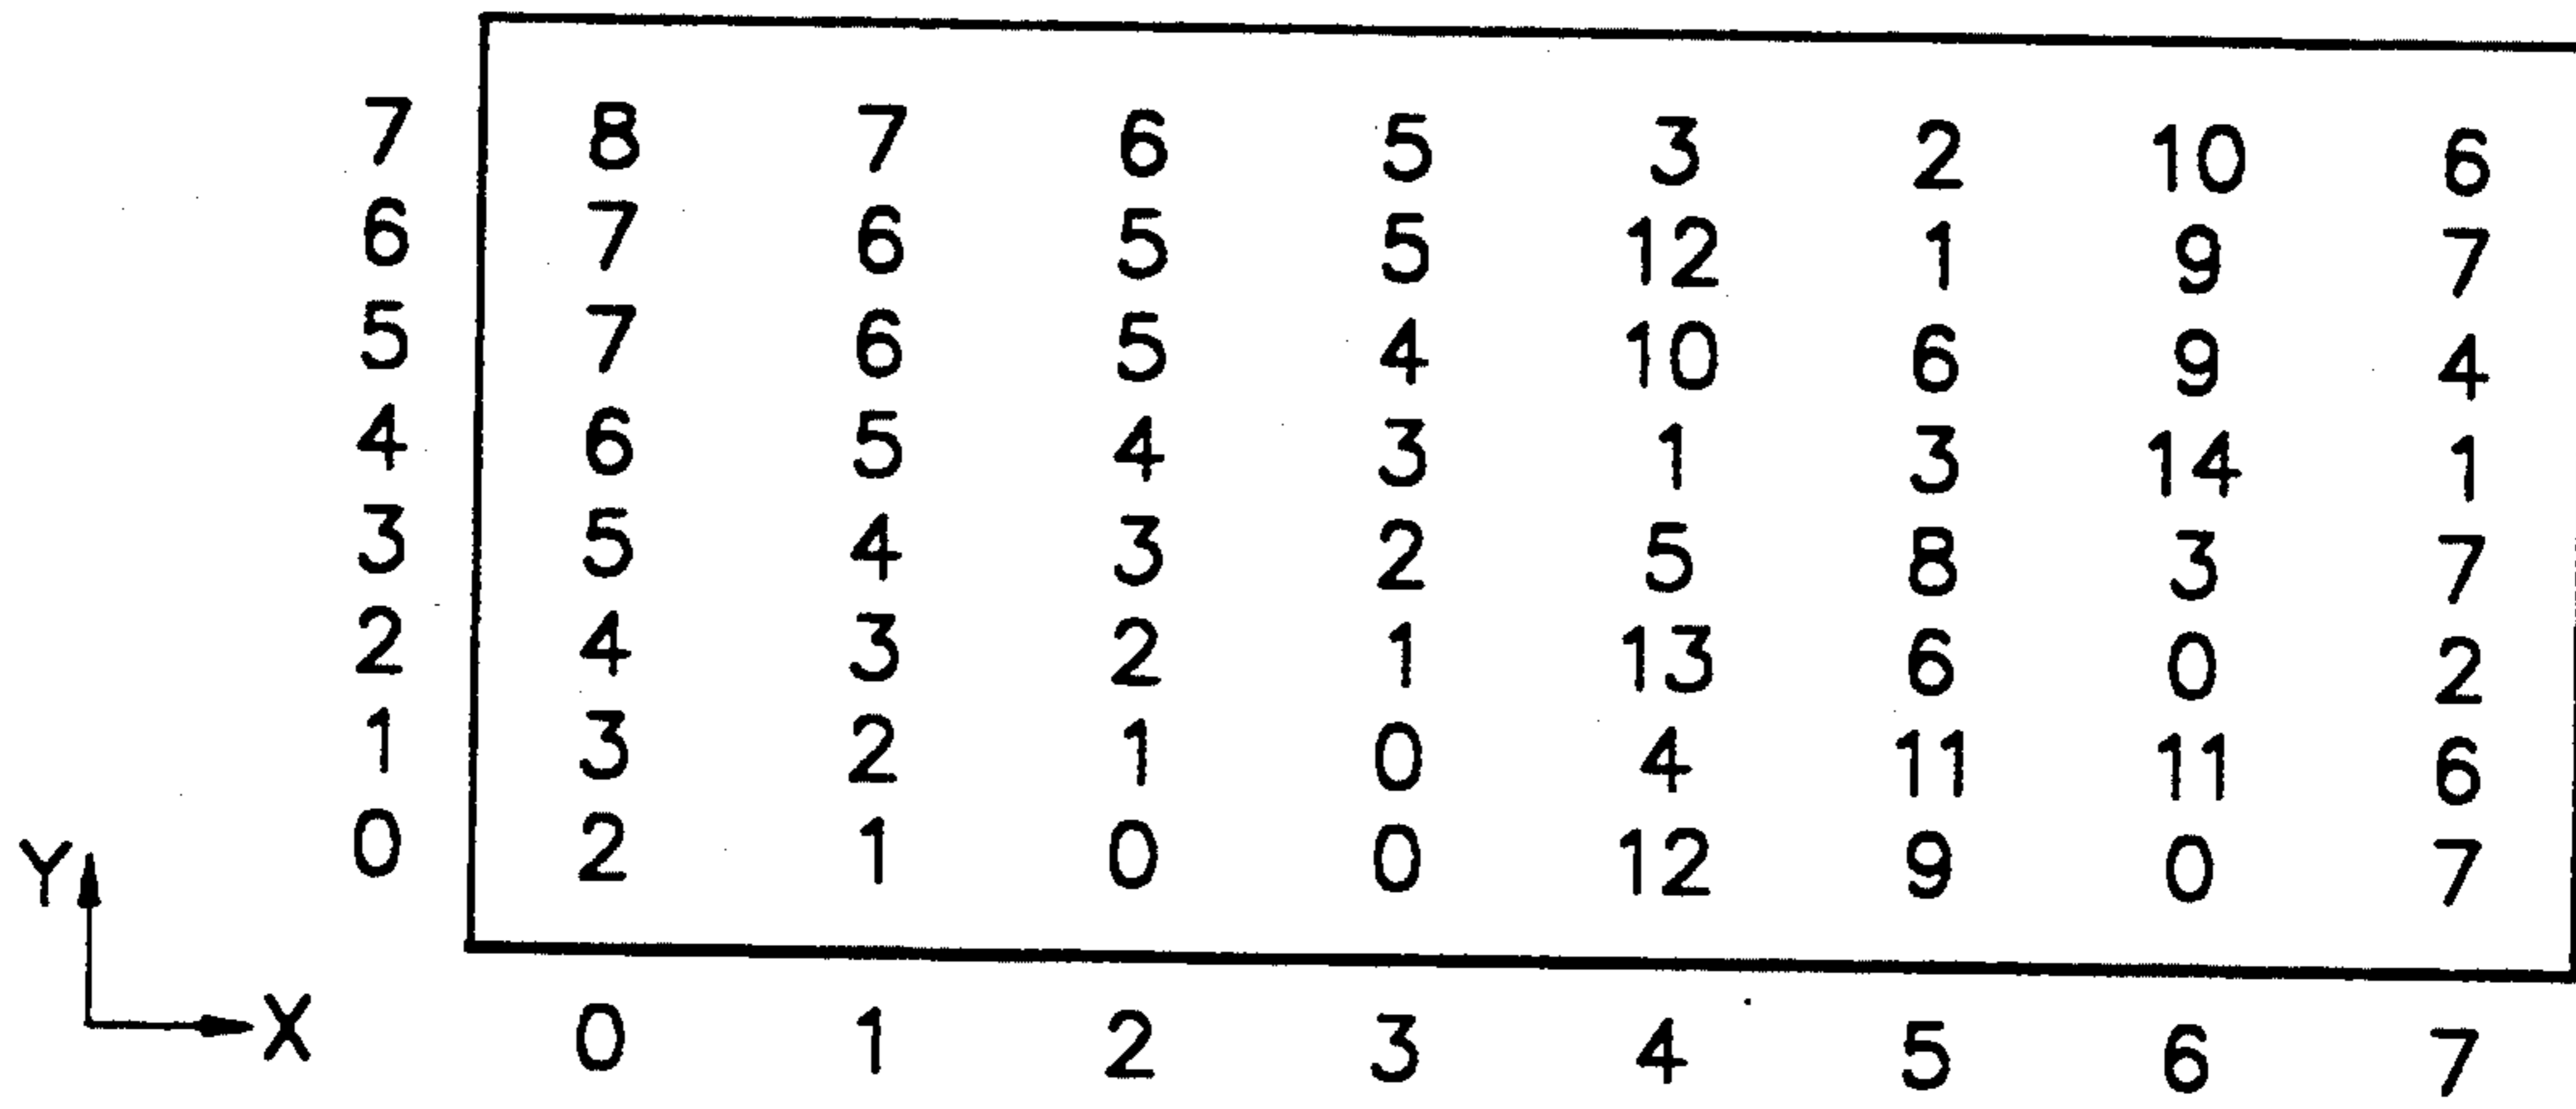 7 8 7 6 5 3 2 10 6
6 7 6 5 5 12 1 9 7
5 7 6 5 4 10 6 9 4
4 6 5 4 3 1 3 14 1
3 5 4 3 2 5 8 3 7
2 4 3 2 1 13 6 0 2
1 3 2 1 0 4 11 11 6
0 2 1 0 0 12 9 0 7
Y
X
0 1 2 3 4 5 6 7